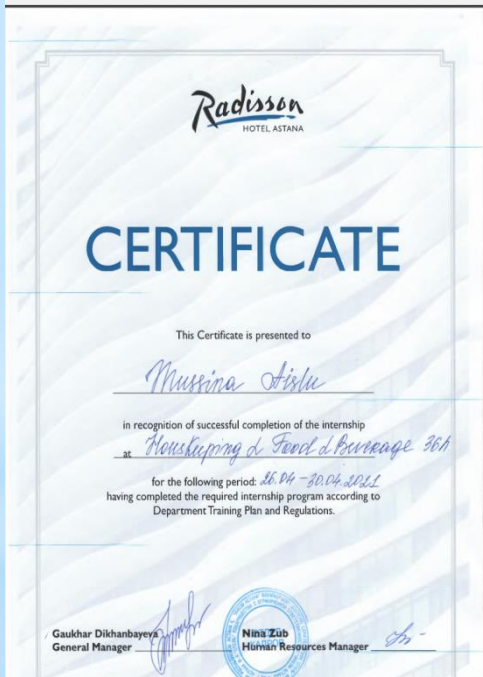 Radisson
HOTEL ASTANA
CERTIFICATE
This Certificate is presented to
Mussina Aislu
in recognition of successful completion of the internship
at Houskeeping & Food & Beverage 36h
for the following period: 26.04 – 30.04.2021
having completed the required internship program according to
Department Training Plan and Regulations.
Gaukhar Dikhanbayeva
General Manager
Nina Zub
Human Resources Manager